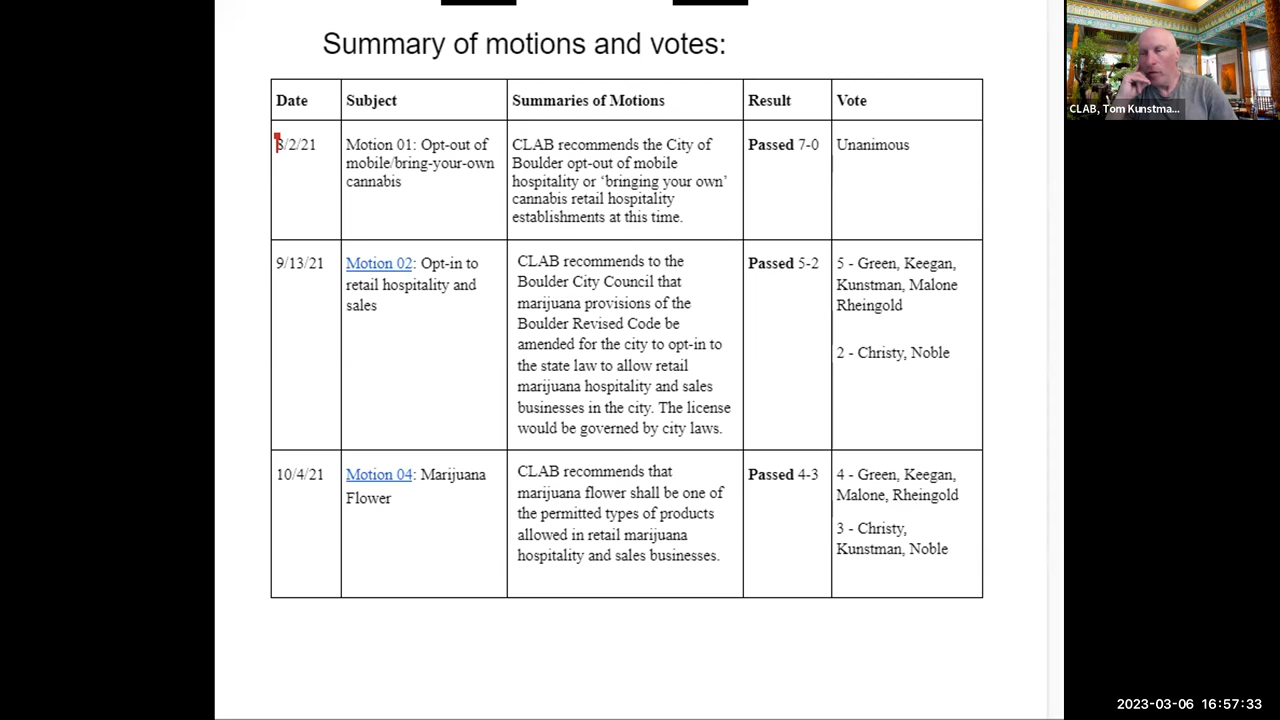 Summary of motions and votes:
Date Subject Summaries of Motions Result Vote
8/2/21 Motion 01: Opt-out of mobile/bring-your-own cannabis CLAB recommends the City of Boulder opt-out of mobile hospitality or ‘bringing your own’ cannabis retail hospitality establishments at this time. Passed 7-0 Unanimous
9/13/21 Motion 02: Opt-in to retail hospitality and sales CLAB recommends to the Boulder City Council that marijuana provisions of the Boulder Revised Code be amended for the city to opt-in to the state law to allow retail marijuana hospitality and sales businesses in the city. The license would be governed by city laws. Passed 5-2 5 - Green, Keegan, Kunstman, Malone Rheingold 2 - Christy, Noble
10/4/21 Motion 04: Marijuana Flower CLAB recommends that marijuana flower shall be one of the permitted types of products allowed in retail marijuana hospitality and sales businesses. Passed 4-3 4 - Green, Keegan, Malone, Rheingold 3 - Christy, Kunstman, Noble
CLAB, Tom Kunstma...
2023-03-06 16:57:33